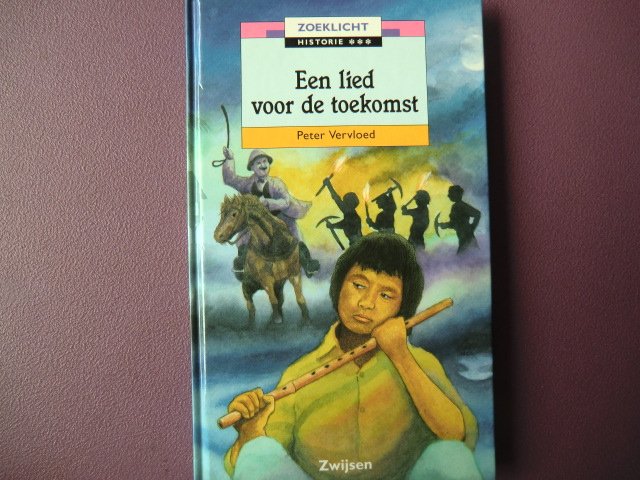 ZOEKLICHT
HISTORIE ***
Een lied
voor de toekomst
Peter Vervloed
Zwijsen